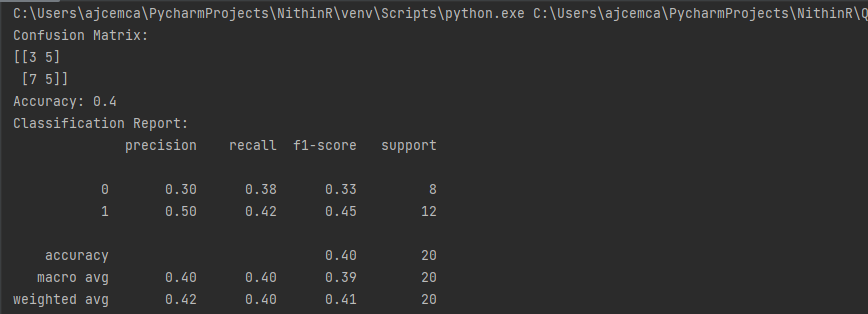 C:\Users\ajcemca\PycharmProjects\NithinR\venv\Scripts\python.exe C:\Users\ajcemca\PycharmProjects\NithinR\Q
Confusion Matrix:
[[3 5]
 [7 5]]
Accuracy: 0.4
Classification Report:
              precision    recall  f1-score   support
           0       0.30      0.38      0.33         8
           1       0.50      0.42      0.45        12
    accuracy                           0.40        20
   macro avg       0.40      0.40      0.39        20
weighted avg       0.42      0.40      0.41        20